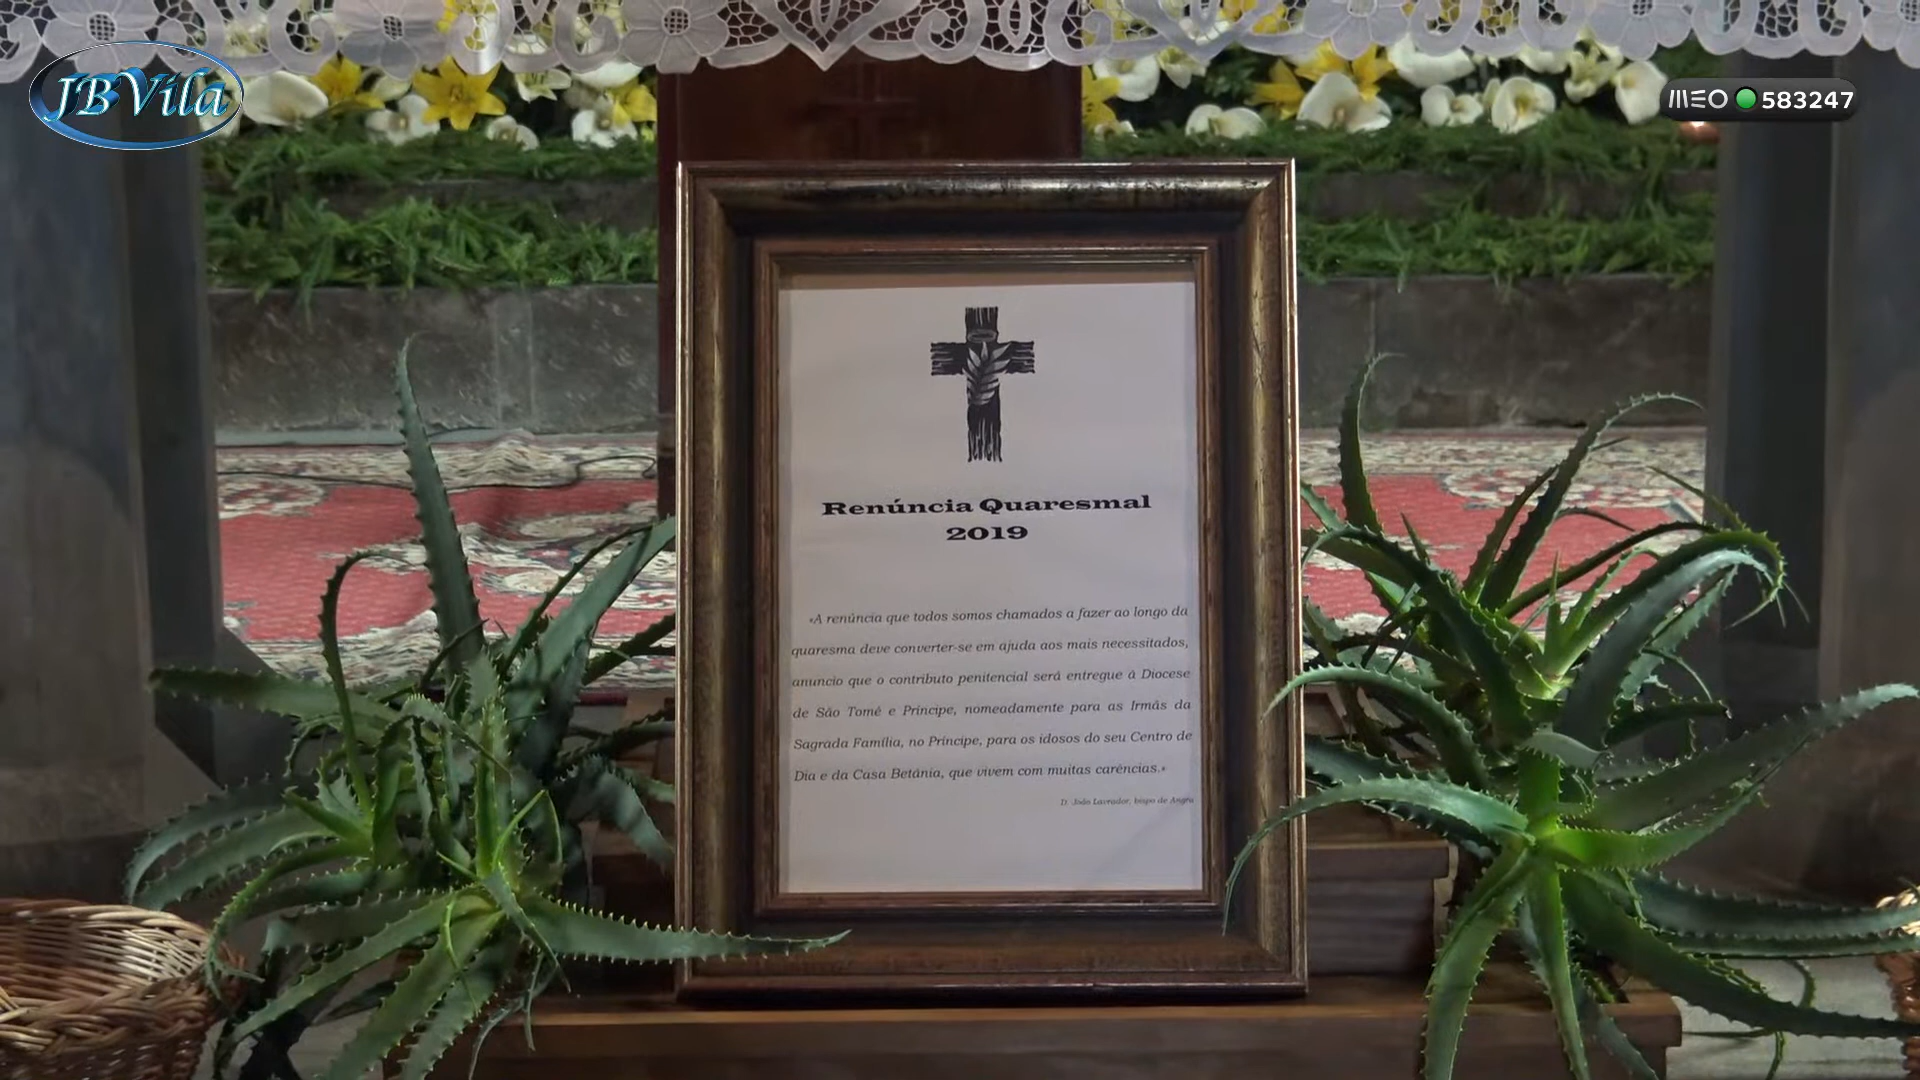 JB Vila
MEO 583247
Renúncia Quaresmal
2019
«A renúncia que todos somos chamados a fazer ao longo da
quaresma deve converter-se em ajuda aos mais necessitados,
anuncio que o contributo penitencial será entregue à Diocese
de São Tomé e Príncipe, nomeadamente para as Irmãs da
Sagrada Família, no Príncipe, para os idosos do seu Centro de
Dia e da Casa Betânia, que vivem com muitas carências.»
D. João Lavrador, bispo de Angra